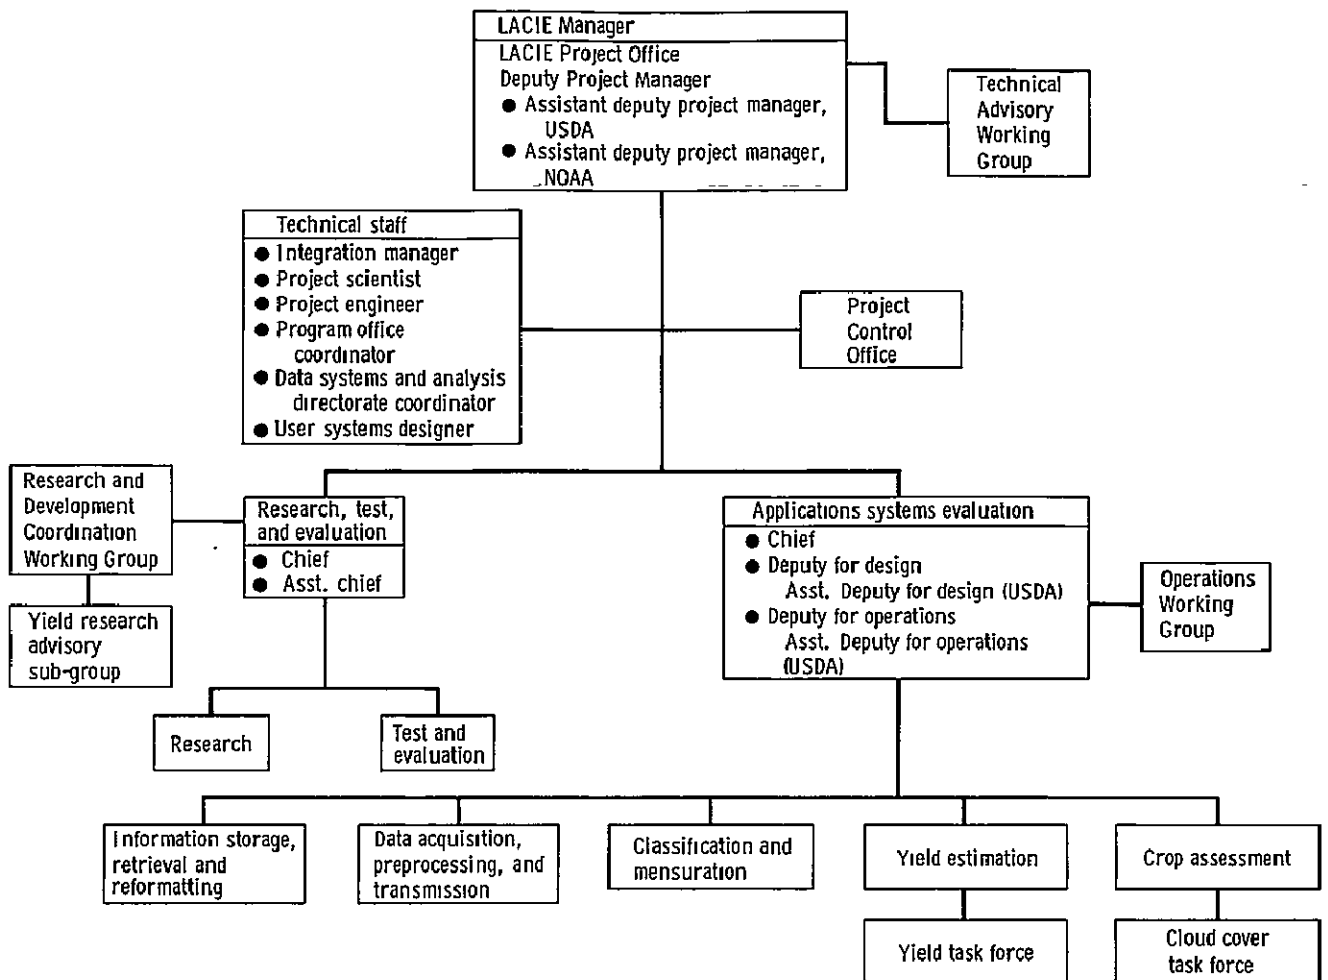 LACIE Manager
LACIE Project Office
Deputy Project Manager
● Assistant deputy project manager,
USDA
● Assistant deputy project manager,
NOAA
Technical
Advisory
Working
Group
Technical staff
● Integration manager
● Project scientist
● Project engineer
● Program office
coordinator
● Data systems and analysis
directorate coordinator
● User systems designer
Project
Control
Office
Research and
Development
Coordination
Working Group
Yield research
advisory
sub-group
Research, test,
and evaluation
● Chief
● Asst. chief
Applications systems evaluation
● Chief
● Deputy for design
Asst. Deputy for design (USDA)
● Deputy for operations
Asst. Deputy for operations
(USDA)
Operations
Working
Group
Research
Test and
evaluation
Information storage,
retrieval and
reformatting
Data acquisition,
preprocessing, and
transmission
Classification and
mensuration
Yield estimation
Crop assessment
Yield task force
Cloud cover
task force